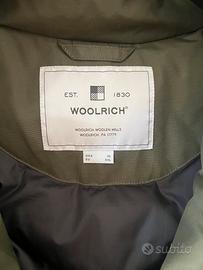 EST. 1830
WOOLRICH®
WOOLRICH WOOLEN MILLS
WOOLRICH, PA 17779
subito